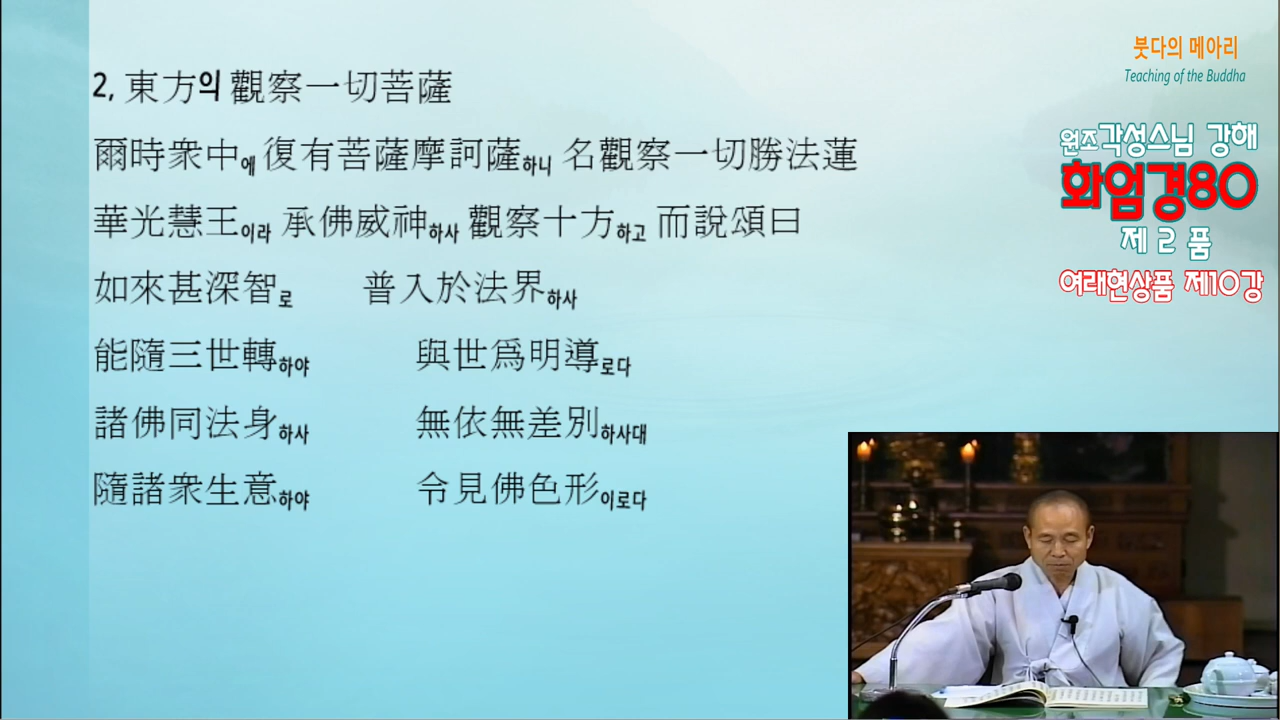 2, 東方의 觀察一切菩薩
爾時衆中에 復有菩薩摩訶薩하니 名觀察一切勝法蓮
華光慧王이라 承佛威神하사 觀察十方하고 而說頌曰
如來甚深智로 普入於法界하사
能隨三世轉하야 與世爲明導로다
諸佛同法身하사 無依無差別하사대
隨諸衆生意하야 令見佛色形이로다
붓다의 메아리
Teaching of the Buddha
원조각성스님 강해
화엄경80
제2품
여래현상품 제10강